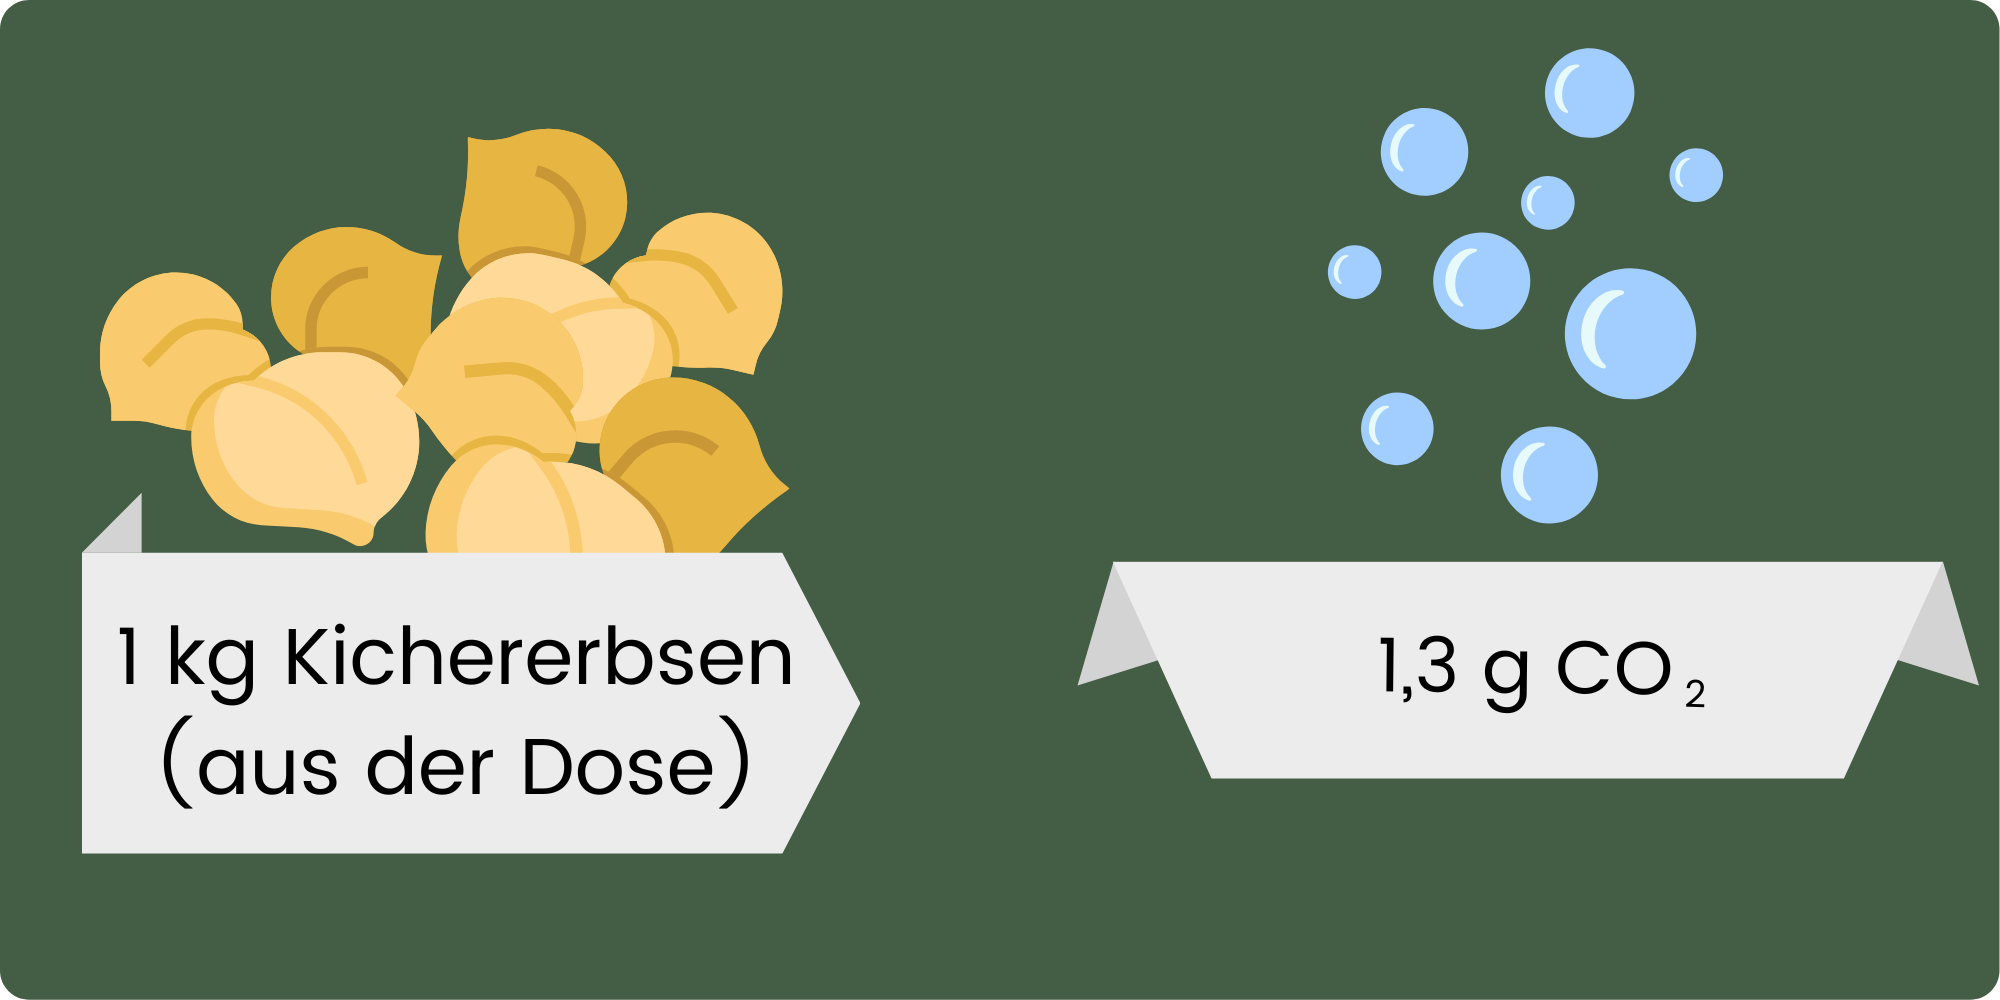 1 kg Kichererbsen
(aus der Dose)
1,3 g CO₂